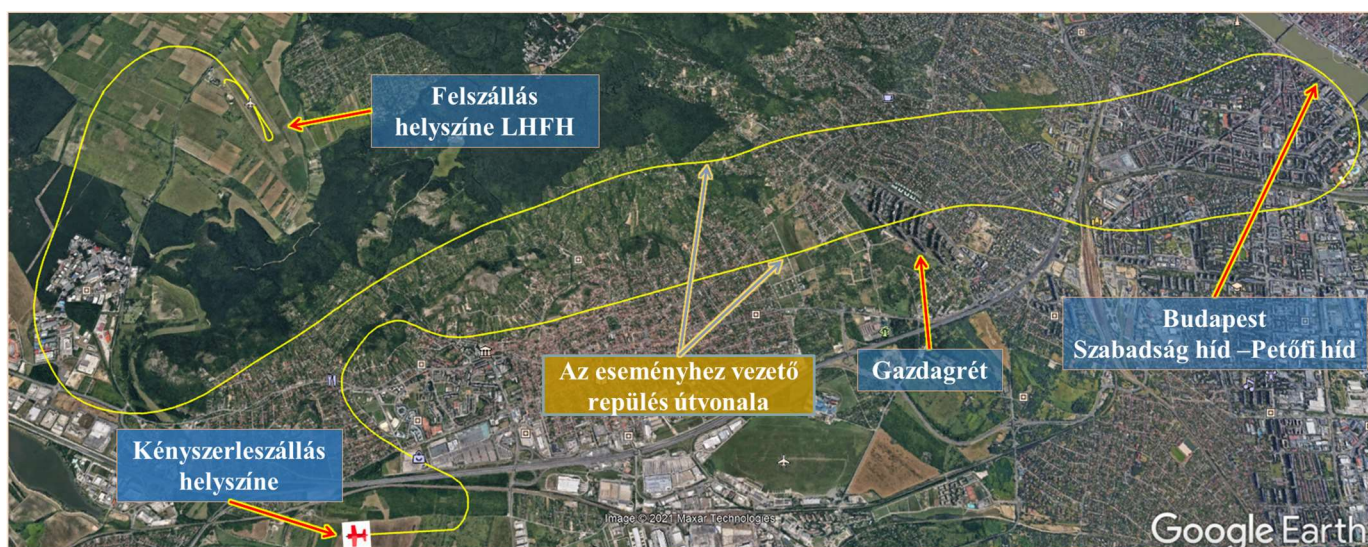 Felszállás
helyszíne LHFH
Az eseményhez vezető
repülés útvonala
Gazdagrét
Budapest
Szabadság híd –Petőfi híd
Kényszerleszállás
helyszíne
Image © 2021 Maxar Technologies
Google Earth